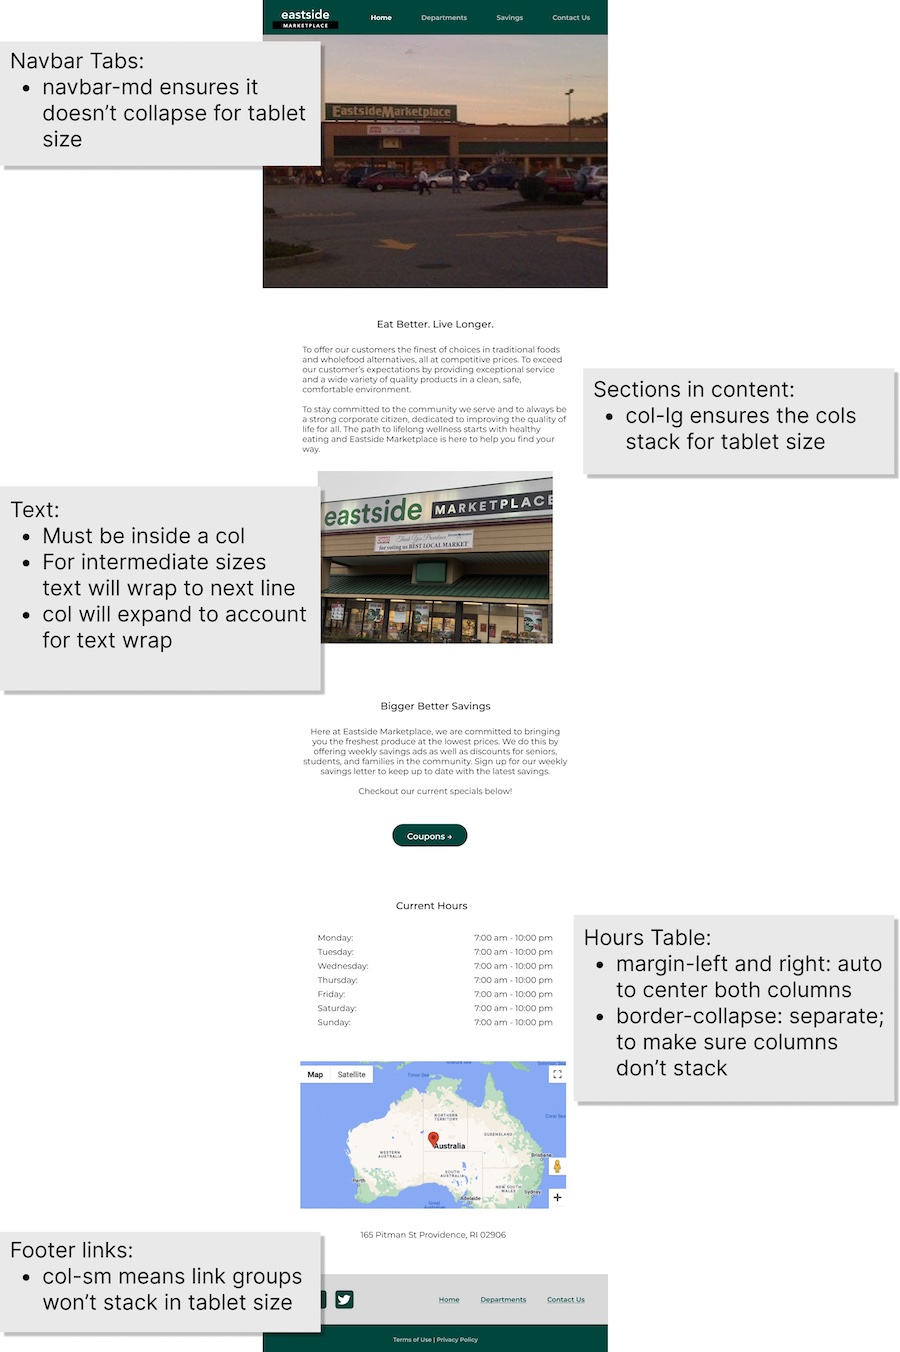 eastside
MARKETPLACE
Home
Departments
Savings
Contact Us
Navbar Tabs:
navbar-md ensures it
doesn’t collapse for tablet
size
EastsideMarketplace
Eat Better. Live Longer.
To offer our customers the finest of choices in traditional foods
and wholefood alternatives, all at competitive prices. To exceed
our customer’s expectations by providing exceptional service
and a wide variety of quality products in a clean, safe,
comfortable environment.
To stay committed to the community we serve and to always be
a strong corporate citizen, dedicated to improving the quality of
life for all. The path to lifelong wellness starts with healthy
eating and Eastside Marketplace is here to help you find your
way.
Sections in content:
col-lg ensures the cols
stack for tablet size
Text:
Must be inside a col
For intermediate sizes
text will wrap to next line
col will expand to account
for text wrap
eastside
MARKETPLACE
Thank You Providence
for voting us BEST LOCAL MARKET
Bigger Better Savings
Here at Eastside Marketplace, we are committed to bringing
you the freshest produce at the lowest prices. We do this by
offering weekly savings ads as well as discounts for seniors,
students, and families in the community. Sign up for our weekly
savings letter to keep up to date with the latest savings.
Checkout our current specials below!
Coupons →
Current Hours
Monday: 7:00 am - 10:00 pm
Tuesday: 7:00 am - 10:00 pm
Wednesday: 7:00 am - 10:00 pm
Thursday: 7:00 am - 10:00 pm
Friday: 7:00 am - 10:00 pm
Saturday: 7:00 am - 10:00 pm
Sunday: 7:00 am - 10:00 pm
Hours Table:
margin-left and right: auto
to center both columns
border-collapse: separate;
to make sure columns
don’t stack
Map
Satellite
Timor Sea
NORTHERN
TERRITORY
Coral Sea
QUEENSLAND
Australia
WESTERN
AUSTRALIA
Brisbane
SOUTH
AUSTRALIA
NEW SOUTH
WALES
Perth
Sydney
Adelaide
Great
165 Pitman St Providence, RI 02906
Footer links:
col-sm means link groups
won’t stack in tablet size
Home
Departments
Contact Us
Terms of Use | Privacy Policy